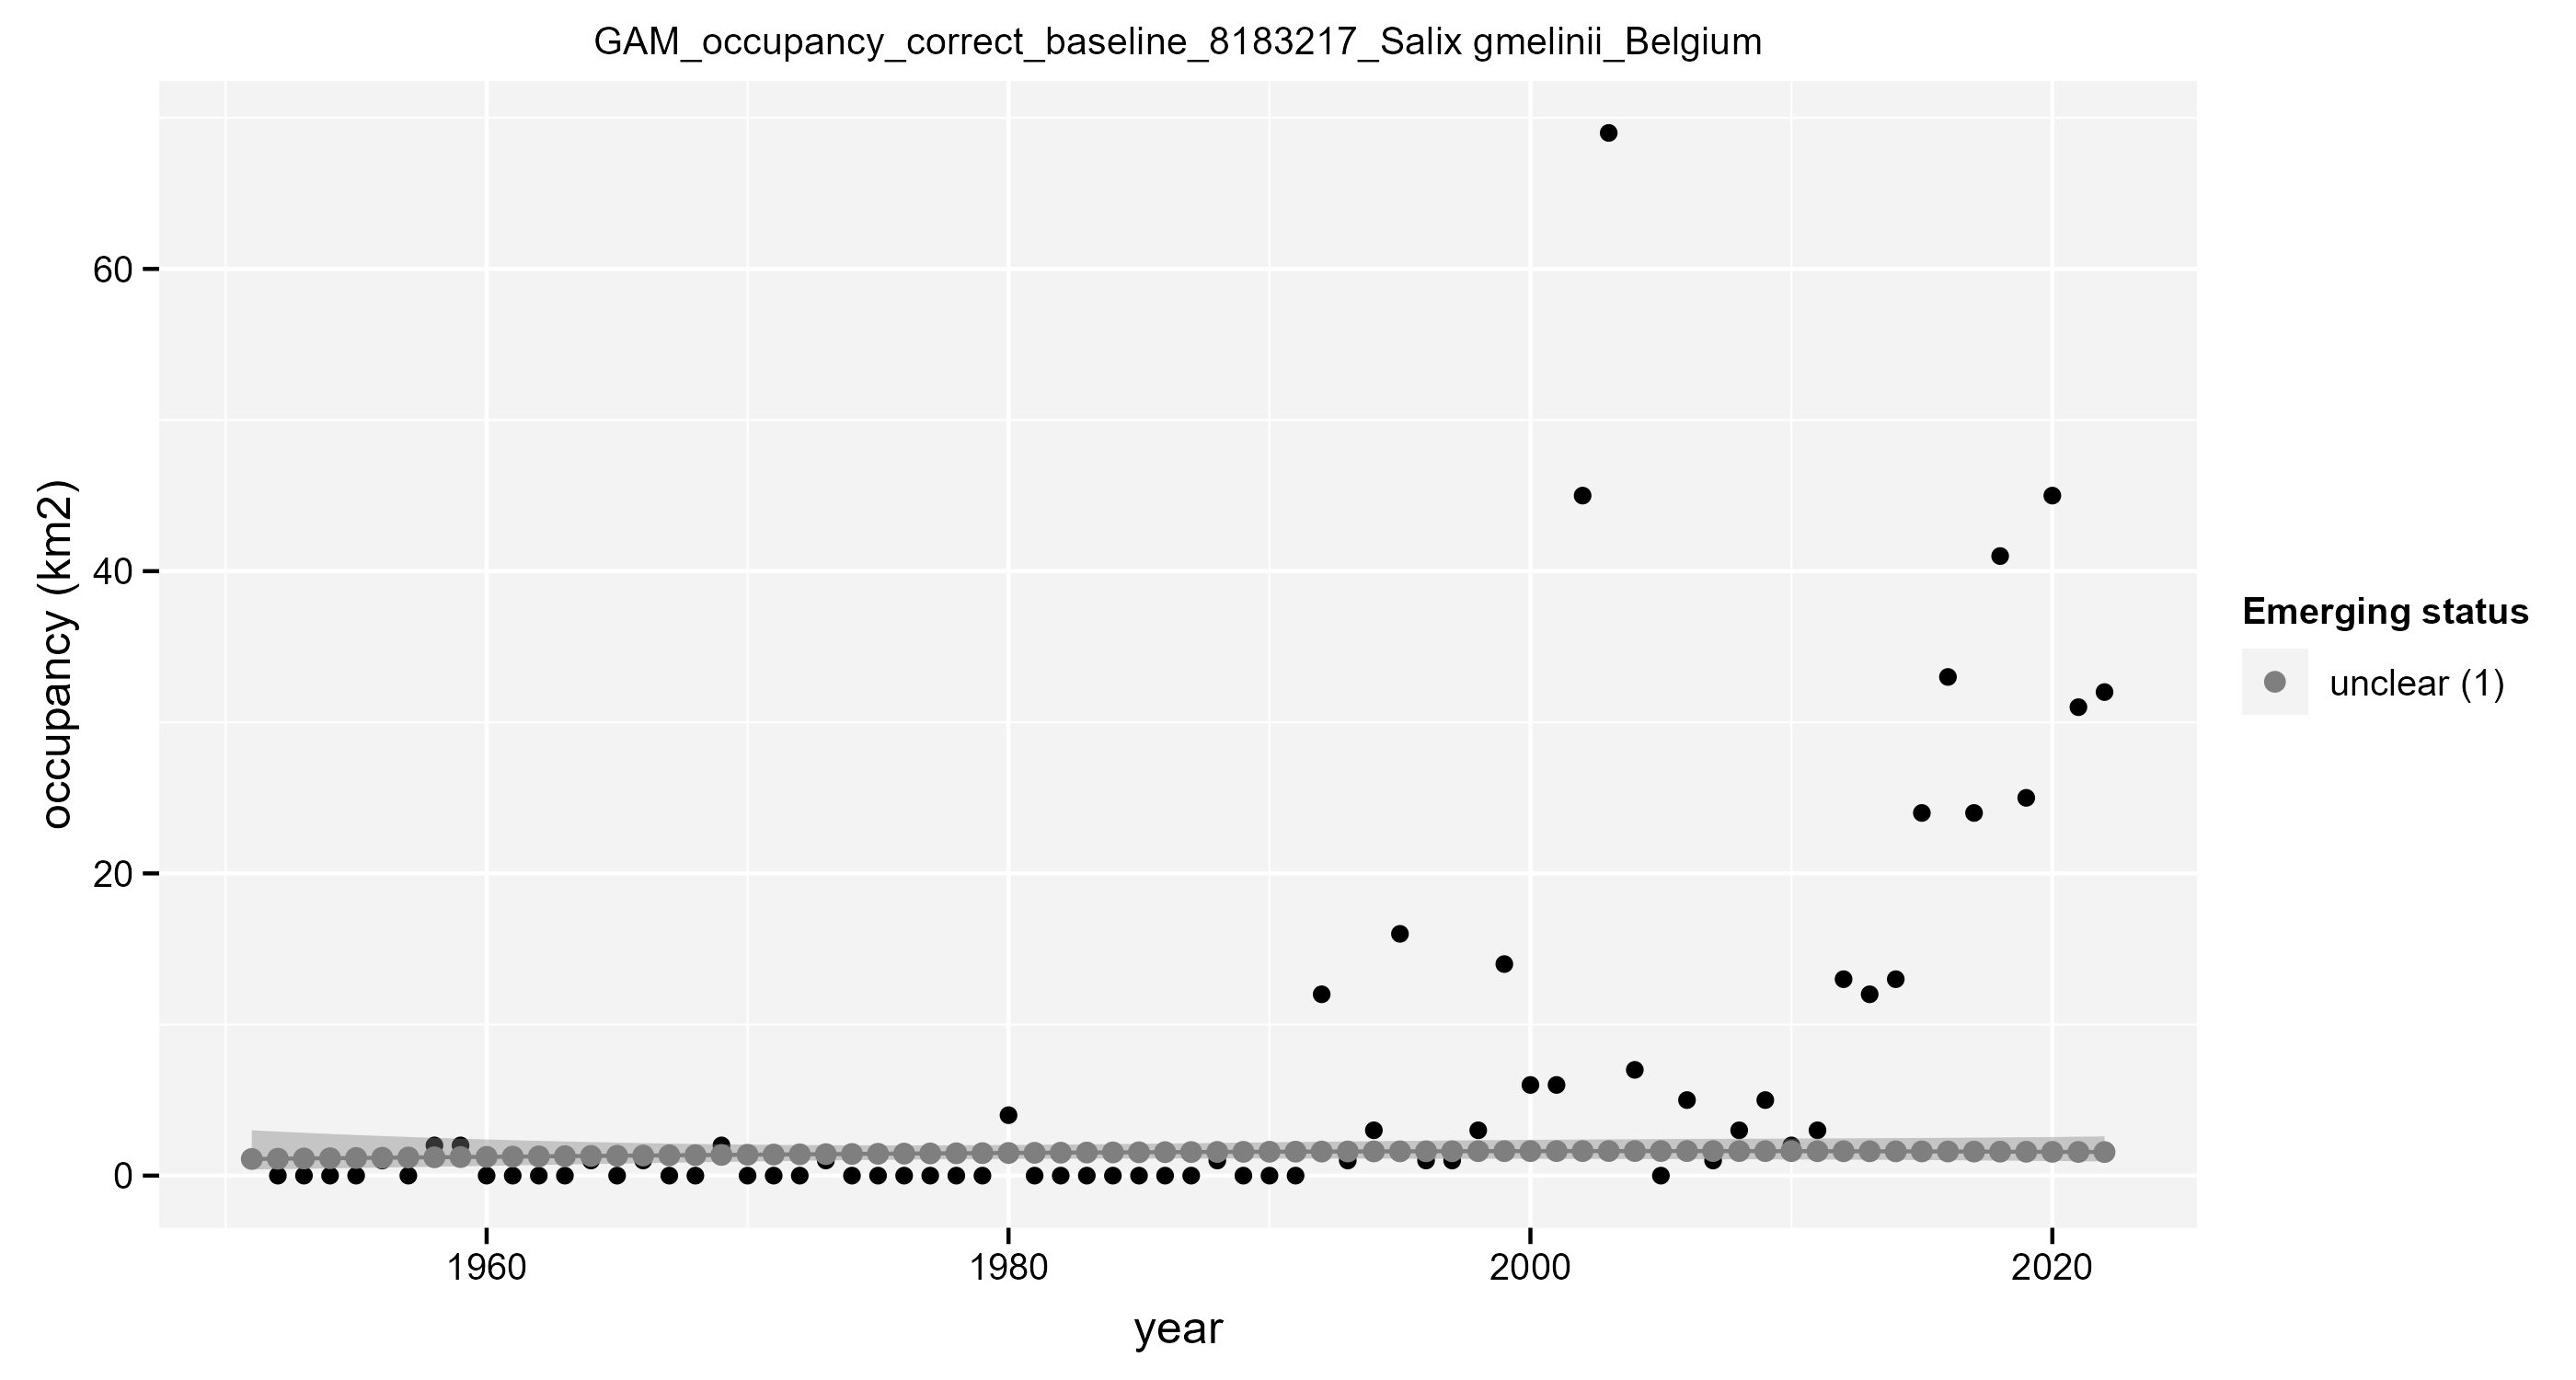 GAM_occupancy_correct_baseline_8183217_Salix gmelinii_Belgium
occupancy (km2)
60
40
20
0
1960
1980
2000
2020
year
Emerging status
unclear (1)